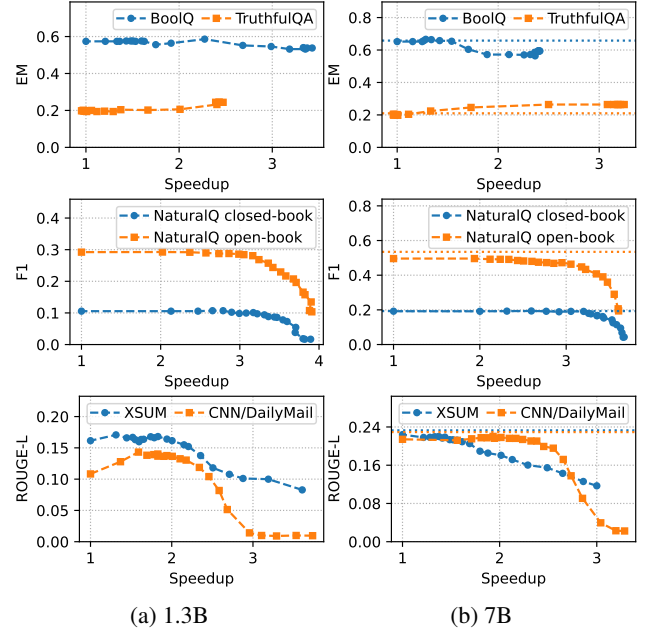 BoolQ TruthfulQA
0.6
0.4
0.2
0.0
EM
1 2 3
Speedup
BoolQ TruthfulQA
0.8
0.6
0.4
0.2
0.0
EM
1 2 3
Speedup
NaturalQ closed-book
NaturalQ open-book
0.4
0.3
0.2
0.1
0.0
F1
1 2 3 4
Speedup
NaturalQ closed-book
NaturalQ open-book
0.8
0.6
0.4
0.2
0.0
F1
1 2 3
Speedup
XSUM CNN/DailyMail
0.20
0.15
0.10
0.05
0.00
ROUGE-L
1 2 3
Speedup
XSUM CNN/DailyMail
0.24
0.16
0.08
0.00
ROUGE-L
1 2 3
Speedup
(a) 1.3B
(b) 7B